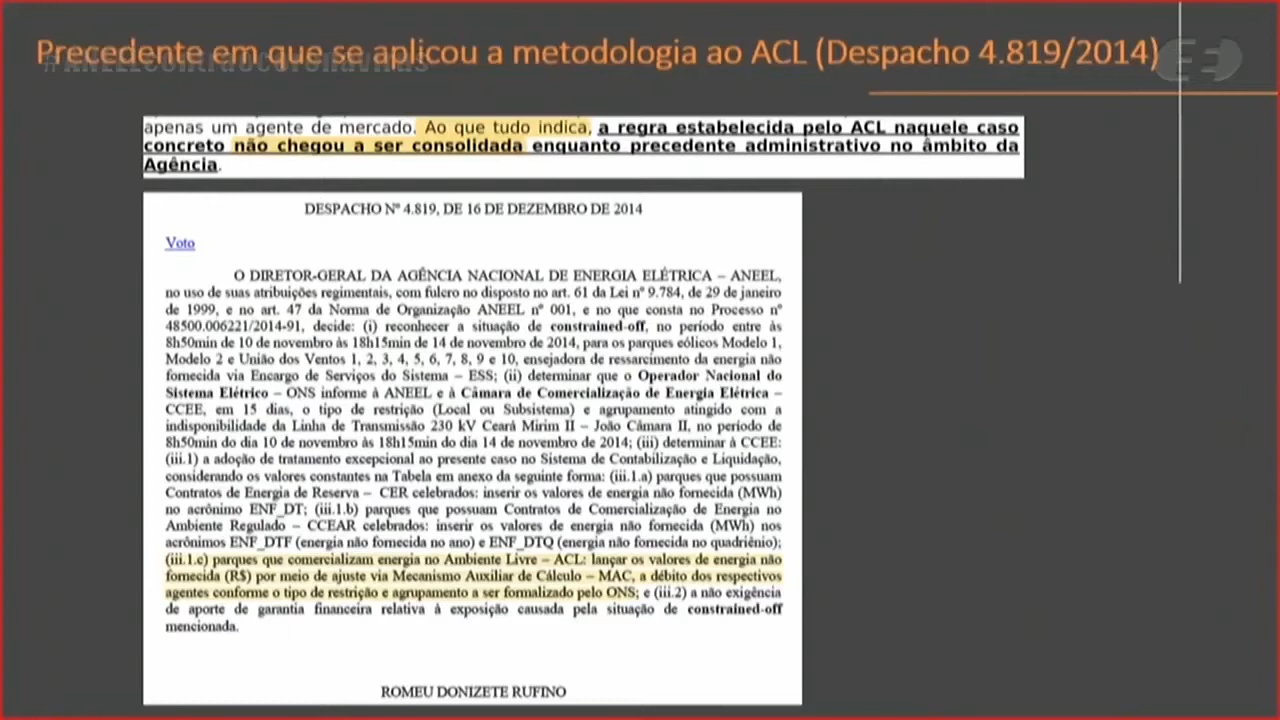 Precedente em que se aplicou a metodologia ao ACL (Despacho 4.819/2014)
apenas um agente de mercado. Ao que tudo indica, a regra estabelecida pelo ACL naquele caso
concreto não chegou a ser consolidada enquanto precedente administrativo no âmbito da
Agência.
DESPACHO Nº 4.819, DE 16 DE DEZEMBRO DE 2014
Voto
O DIRETOR-GERAL DA AGÊNCIA NACIONAL DE ENERGIA ELÉTRICA – ANEEL,
no uso de suas atribuições regimentais, com fulcro no disposto no art. 61 da Lei nº 9.784, de 29 de janeiro
de 1999, e no art. 47 da Norma de Organização ANEEL nº 001, e no que consta no Processo nº
48500.006221/2014-91, decide: (i) reconhecer a situação de constrained-off, no período entre às
8h50min de 10 de novembro às 18h15min de 14 de novembro de 2014, para os parques eólicos Modelo 1,
Modelo 2 e União dos Ventos 1, 2, 3, 4, 5, 6, 7, 8, 9 e 10, ensejadora de ressarcimento da energia não
fornecida via Encargo de Serviços do Sistema – ESS; (ii) determinar que o Operador Nacional do
Sistema Elétrico – ONS informe à ANEEL e à Câmara de Comercialização de Energia Elétrica –
CCEE, em 15 dias, o tipo de restrição (Local ou Subsistema) e agrupamento atingido com a
indisponibilidade da Linha de Transmissão 230 kV Ceará Mirim II – João Câmara II, no período de
8h50min do dia 10 de novembro às 18h15min do dia 14 de novembro de 2014; (iii) determinar à CCEE:
(iii.1) a adoção de tratamento excepcional ao presente caso no Sistema de Contabilização e Liquidação,
considerando os valores constantes na Tabela em anexo da seguinte forma: (iii.1.a) parques que possuam
Contratos de Energia de Reserva – CER celebrados: inserir os valores de energia não fornecida (MWh)
no acrônimo ENF_DT; (iii.1.b) parques que possuam Contratos de Comercialização de Energia no
Ambiente Regulado – CCEAR celebrados: inserir os valores de energia não fornecida (MWh) nos
acrônimos ENF_DTF (energia não fornecida no ano) e ENF_DTQ (energia não fornecida no quadriênio);
(iii.1.c) parques que comercializam energia no Ambiente Livre – ACL: lançar os valores de energia não
fornecida (R$) por meio de ajuste via Mecanismo Auxiliar de Cálculo – MAC, a débito dos respectivos
agentes conforme o tipo de restrição e agrupamento a ser formalizado pelo ONS; e (iii.2) a não exigência
de aporte de garantia financeira relativa à exposição causada pela situação de constrained-off
mencionada.
ROMEU DONIZETE RUFINO